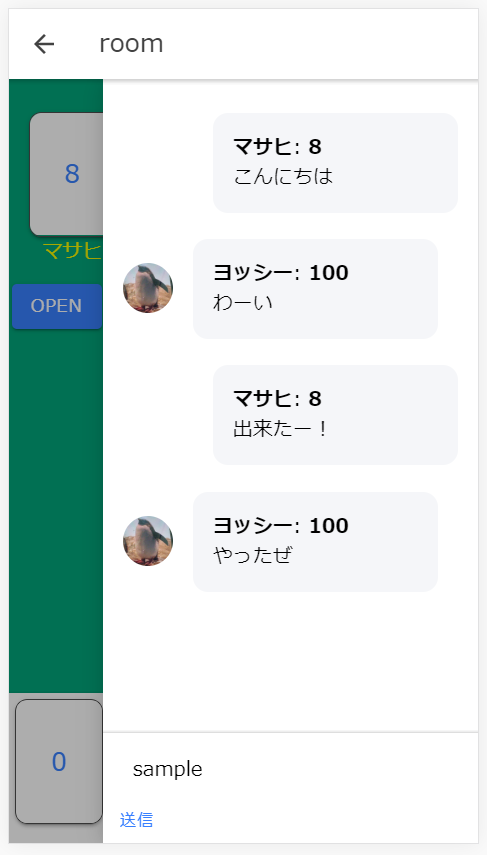 room
8
マサヒ
OPEN
マサヒ: 8
こんにちは
ヨッシー: 100
わーい
マサヒ: 8
出来たー！
ヨッシー: 100
やったぜ
0
sample
送信